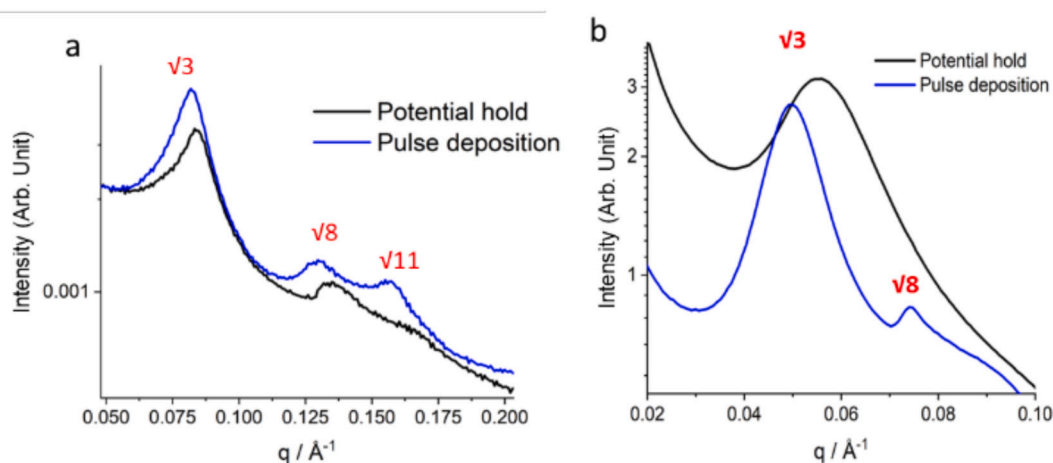 a
√3
Potential hold
Pulse deposition
√8
√11
0.001
Intensity (Arb. Unit)
0.050 0.075 0.100 0.125 0.150 0.175 0.200
q / Å⁻¹
b
√3
Potential hold
Pulse deposition
3
2
√8
1
Intensity (Arb. Unit)
0.02 0.04 0.06 0.08 0.10
q / Å⁻¹